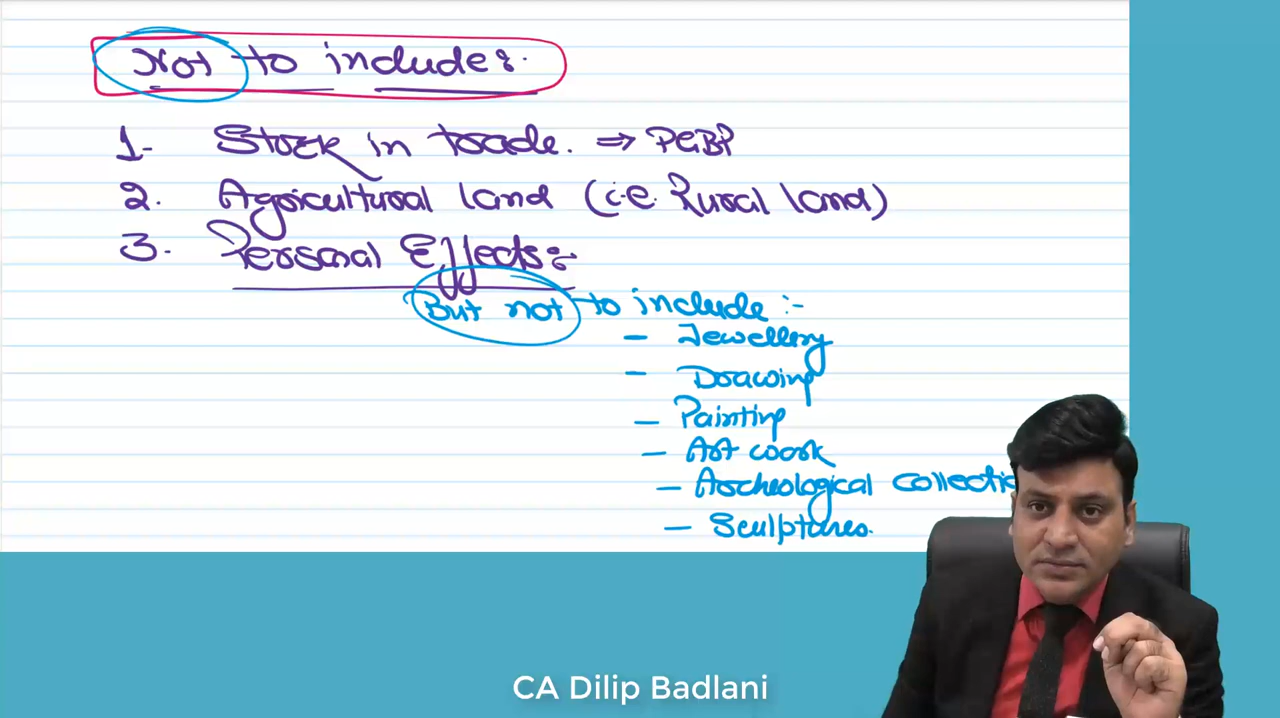 Not to include:-
1- Stock in trade. ⇒ PGBP
2. Agricultural land (i.e. Rural land)
3. Personal Effects:-
But not to include :-
- Jewellery
- Drawing
- Painting
- Art work
- Archeological collectio
- Sculptures.
CA Dilip Badlani